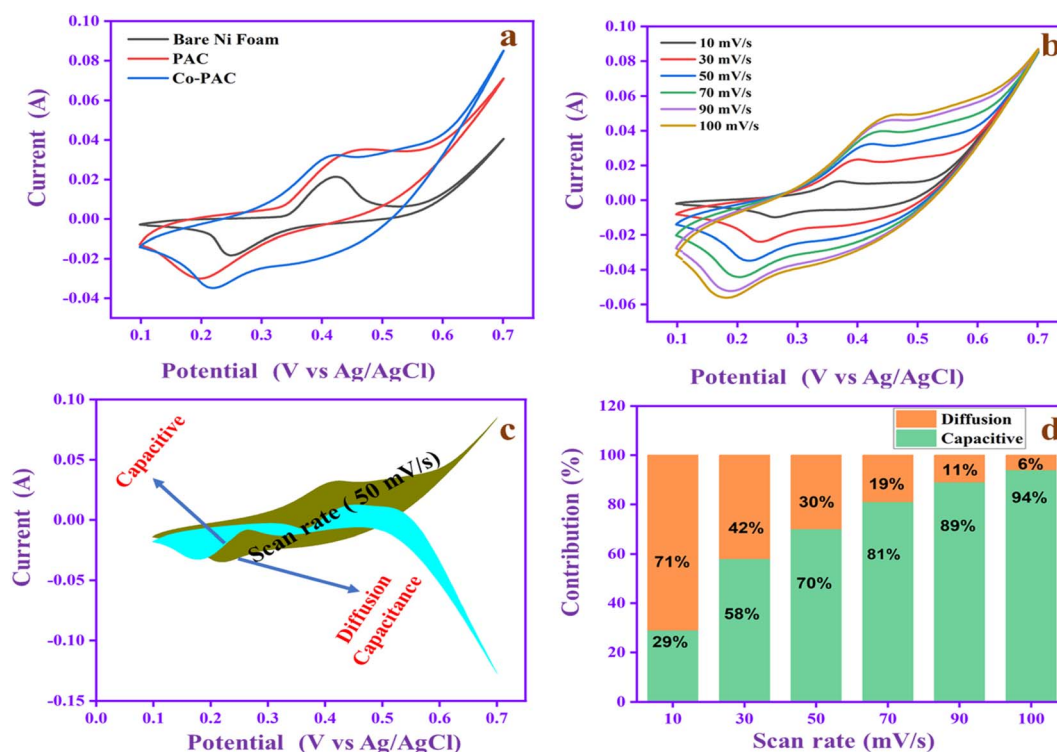 a
Bare Ni Foam
PAC
Co-PAC
0.10
0.08
0.06
0.04
0.02
0.00
-0.02
-0.04
Current (A)
0.1 0.2 0.3 0.4 0.5 0.6 0.7
Potential (V vs Ag/AgCl)
b
10 mV/s
30 mV/s
50 mV/s
70 mV/s
90 mV/s
100 mV/s
0.10
0.08
0.06
0.04
0.02
0.00
-0.02
-0.04
-0.06
Current (A)
0.1 0.2 0.3 0.4 0.5 0.6 0.7
Potential (V vs Ag/AgCl)
c
Capacitive
Scan rate ( 50 mV/s)
Diffusion
Capacitance
0.10
0.05
0.00
-0.05
-0.10
-0.15
Current (A)
0.0 0.1 0.2 0.3 0.4 0.5 0.6 0.7
Potential (V vs Ag/AgCl)
d
Diffusion
Capacitive
120
100
80
60
40
20
0
Contribution (%)
71% 42% 30% 19% 11% 6%
29% 58% 70% 81% 89% 94%
10 30 50 70 90 100
Scan rate (mV/s)